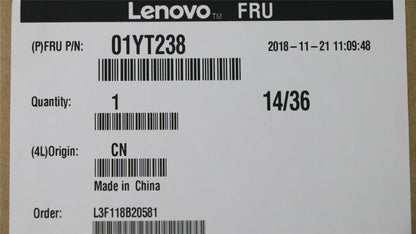 Lenovo™ FRU
(P)FRU P/N: 01YT238 2018-11-21 11:09:48
Quantity: 1 14/36
(4L)Origin: CN
Made in China
Order: L3F118B20581